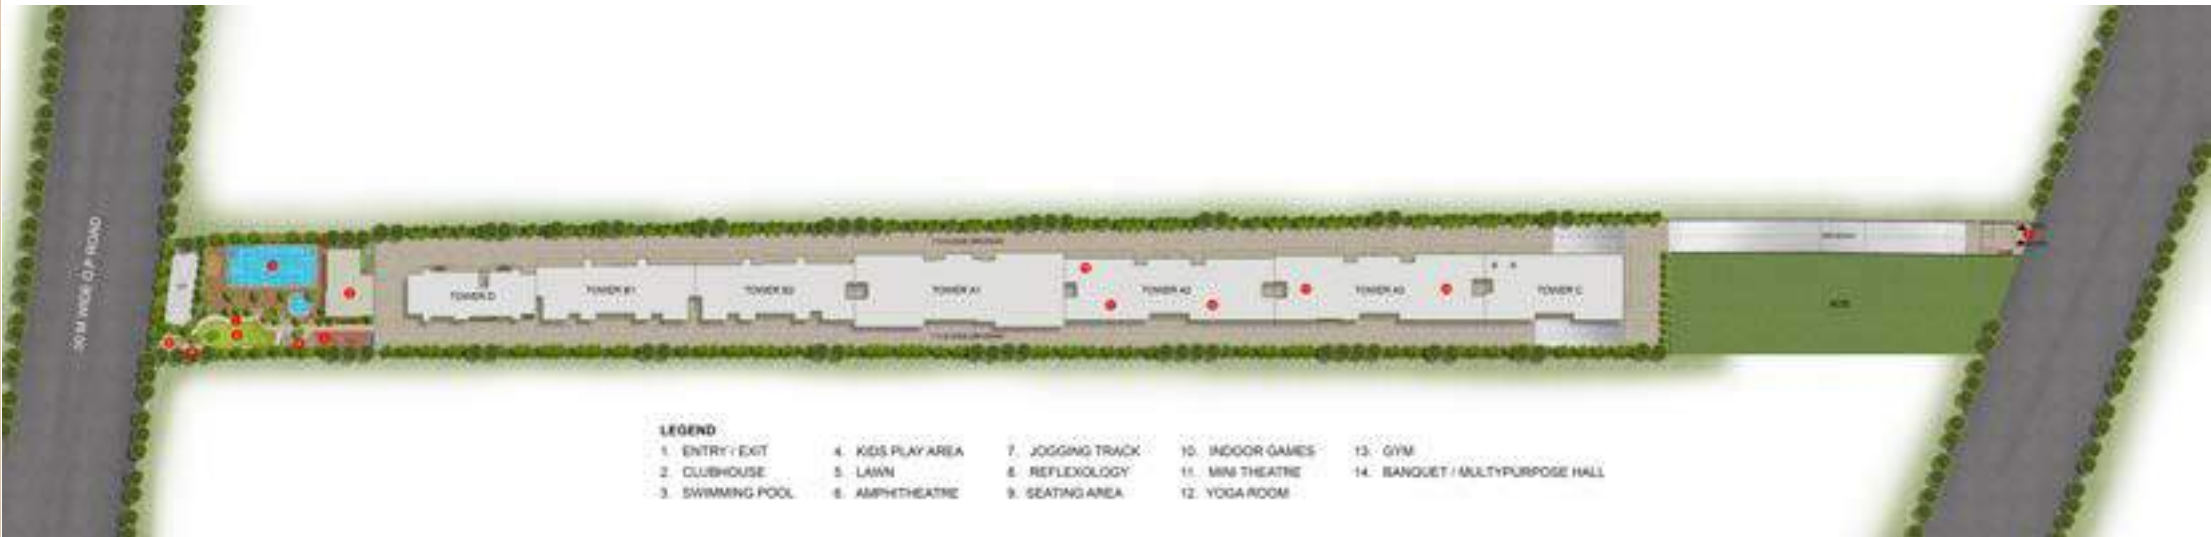 30 M WIDE D.P ROAD
TOWER D
TOWER B1
TOWER B2
TOWER A1
TOWER A2
TOWER A3
TOWER C
LEGEND
1. ENTRY / EXIT
2. CLUBHOUSE
3. SWIMMING POOL
4. KIDS PLAY AREA
5. LAWN
6. AMPHITHEATRE
7. JOGGING TRACK
8. REFLEXOLOGY
9. SEATING AREA
10. INDOOR GAMES
11. MINI THEATRE
12. YOGA ROOM
13. GYM
14. BANQUET / MULTYPURPOSE HALL